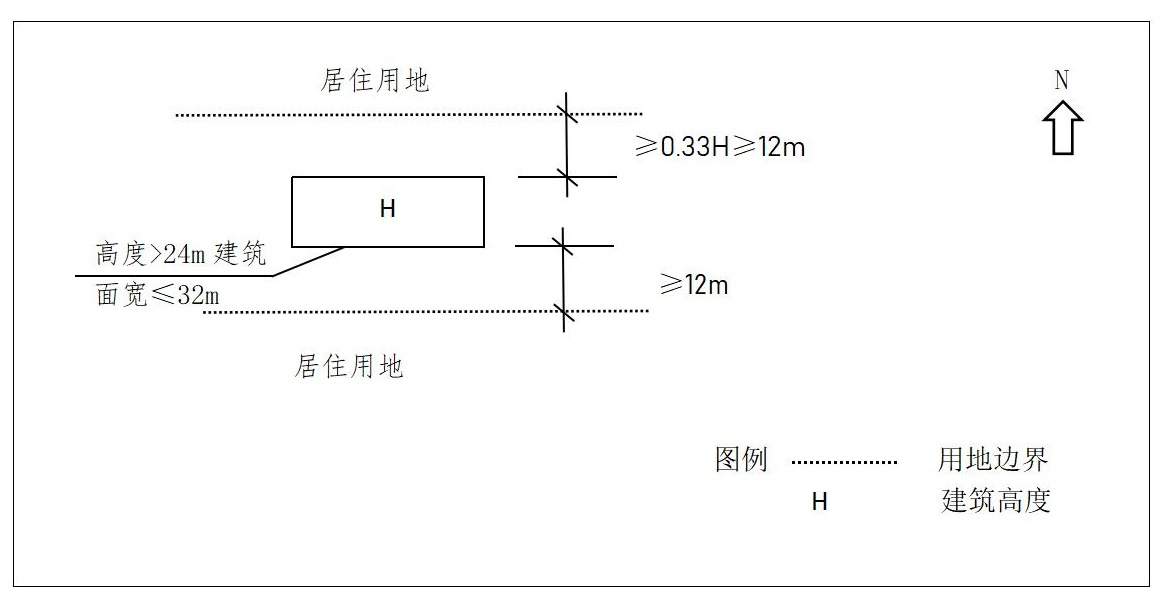 居住用地
N
≥0.33H≥12m
H
高度>24m 建筑
面宽≤32m
≥12m
居住用地
图例 用地边界
H 建筑高度